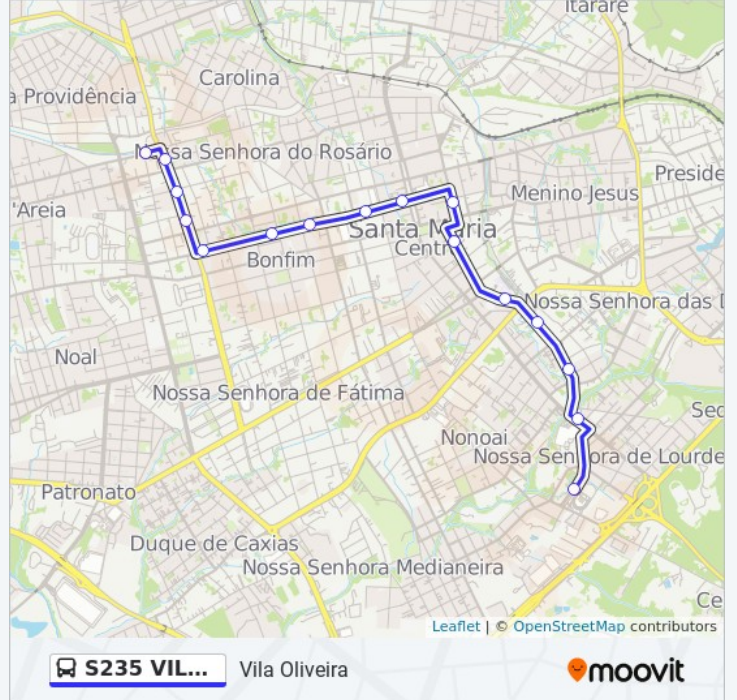 Itararé
Carolina
a Providência
Nossa Senhora do Rosário
Preside
Menino Jesus
'Areia
Santa Maria
Centro
Bonfim
Nossa Senhora das D
Noal
Nossa Senhora de Fátima
Sec
Nonoai
Nossa Senhora de Lourde
Patronato
Duque de Caxias
Nossa Senhora Medianeira
Ce
Leaflet | © OpenStreetMap contributors
S235 VIL... Vila Oliveira moovit